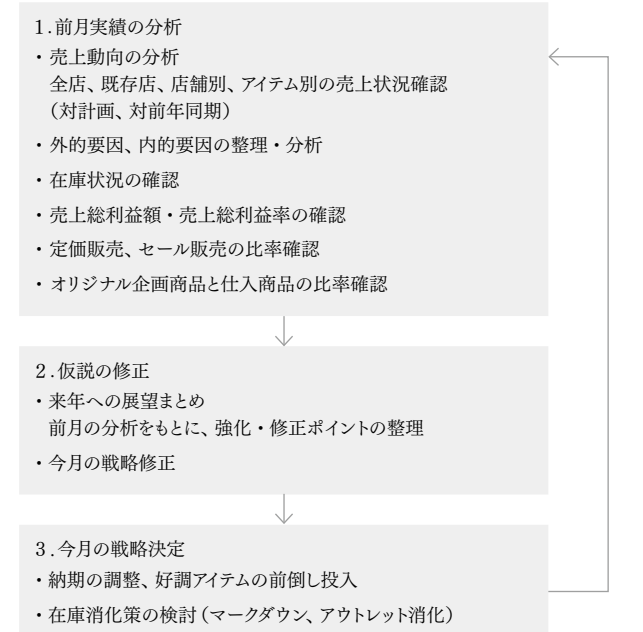 1.前月実績の分析
・売上動向の分析
全店、既存店、店舗別、アイテム別の売上状況確認
（対計画、対前年同期）
・外的要因、内的要因の整理・分析
・在庫状況の確認
・売上総利益額・売上総利益率の確認
・定価販売、セール販売の比率確認
・オリジナル企画商品と仕入商品の比率確認
2.仮説の修正
・来年への展望まとめ
前月の分析をもとに、強化・修正ポイントの整理
・今月の戦略修正
3.今月の戦略決定
・納期の調整、好調アイテムの前倒し投入
・在庫消化策の検討（マークダウン、アウトレット消化）